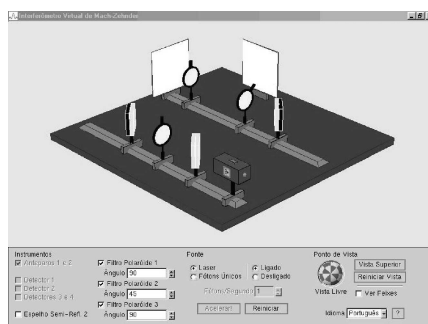 Interferômetro Virtual de Mach-Zehnder
Instrumentos
Anteparos 1 e 2
Detector 1
Detector 2
Detectores 3 e 4
Espelho Semi-Refl. 2
Filtro Polaróide 1
Ângulo 90
Filtro Polaróide 2
Ângulo 45
Filtro Polaróide 3
Ângulo 90
Fonte
Laser
Fótons Únicos
Ligado
Desligado
Fótons/Segundo 1
Acelerar!
Reiniciar
Ponto de Vista
Vista Livre
Vista Superior
Reiniciar Vista
Ver Feixes
Idioma Português ?